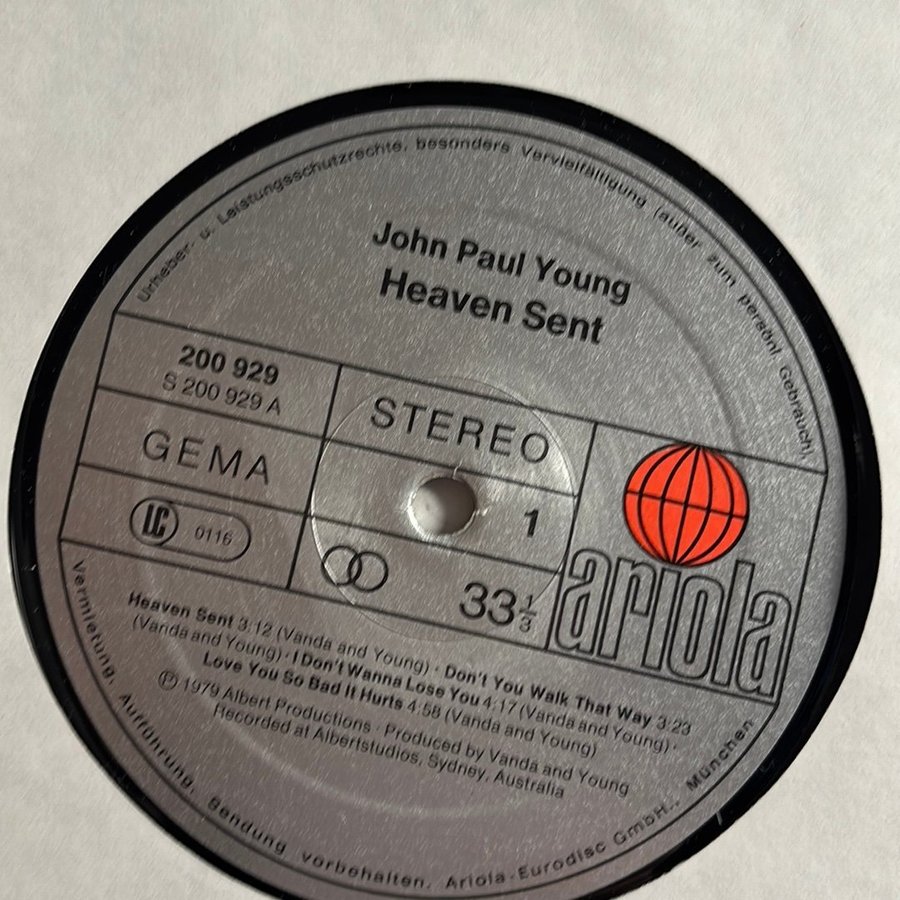 Urheber- u. Leistungsschutzrechte, besonders Vervielfältigung (außer zum persönl. Gebrauch),
John Paul Young
Heaven Sent
200 929
S 200 929 A
STEREO
GEMA
1
LC 0116
33 1/3
ariola
Heaven Sent 3:12 (Vanda and Young) · Don't You Walk That Way 3:23
(Vanda and Young) · I Don't Wanna Lose You 4:17 (Vanda and Young) ·
Love You So Bad It Hurts 4:58 (Vanda and Young)
℗ 1979 Albert Productions · Produced by Vanda and Young
Recorded at Albertstudios, Sydney, Australia
Vermietung, Aufführung, Sendung vorbehalten. Ariola-Eurodisc GmbH., München